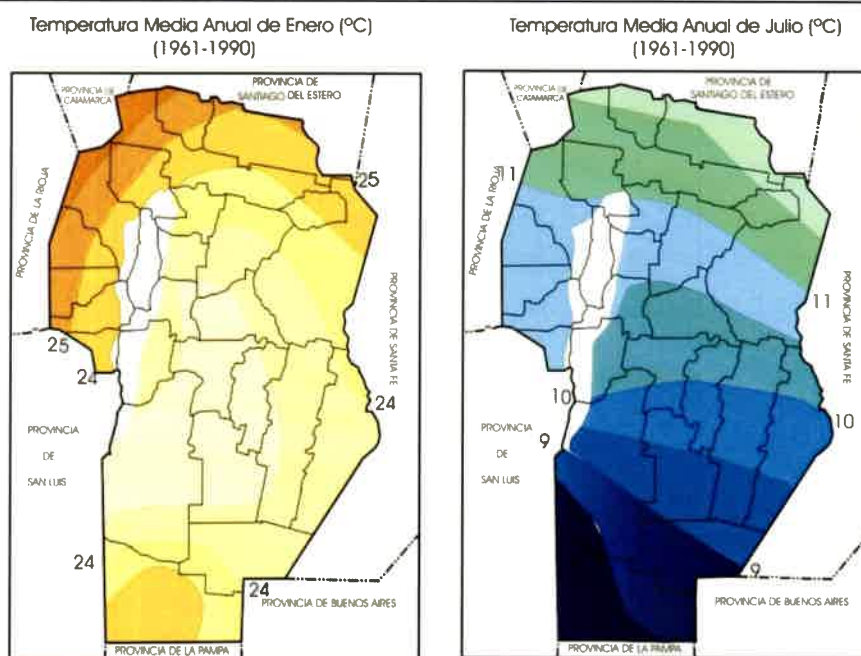 Temperatura Media Anual de Enero (ºC)
(1961-1990)
PROVINCIA DE
CATAMARCA
PROVINCIA DE
SANTIAGO DEL ESTERO
PROVINCIA DE LA RIOJA
25
PROVINCIA DE SANTA FE
25
24
24
PROVINCIA
DE
SAN LUIS
24
24
PROVINCIA DE BUENOS AIRES
PROVINCIA DE LA PAMPA
Temperatura Media Anual de Julio (ºC)
(1961-1990)
PROVINCIA DE
CATAMARCA
PROVINCIA DE
SANTIAGO DEL ESTERO
PROVINCIA DE LA RIOJA
11
11
PROVINCIA DE SANTA FE
10
10
9
PROVINCIA
DE
SAN LUIS
9
PROVINCIA DE BUENOS AIRES
PROVINCIA DE LA PAMPA